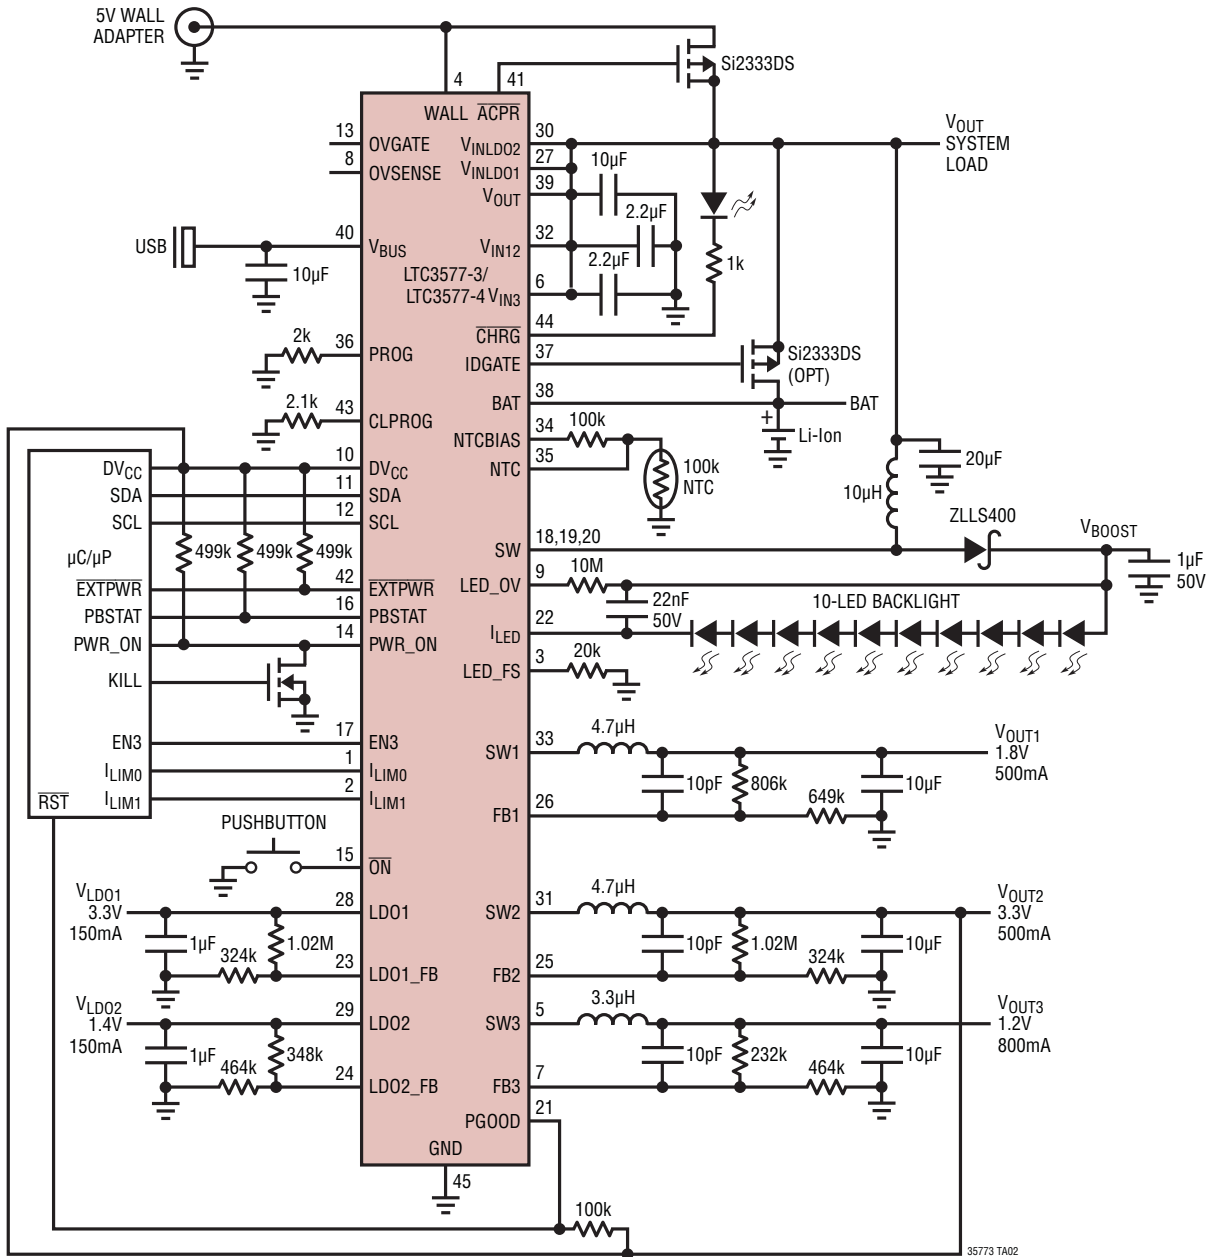 5V WALL
ADAPTER
4
41
Si2333DS
WALL
ACPR
13
OVGATE
8
OVSENSE
30
VINLDO2
27
VINLDO1
39
VOUT
10µF
2.2µF
2.2µF
VOUT
SYSTEM
LOAD
USB
40
VBUS
10µF
32
VIN12
LTC3577-3/
LTC3577-4
6
VIN3
1k
44
CHRG
2k
36
PROG
37
IDGATE
Si2333DS
(OPT)
38
BAT
BAT
2.1k
43
CLPROG
34
NTCBIAS
100k
+
Li-Ion
35
NTC
100k
NTC
10µH
20µF
DVCC
10
DVCC
SDA
11
SDA
SCL
12
SCL
µC/µP
499k
499k
499k
EXTPWR
42
EXTPWR
PBSTAT
16
PBSTAT
PWR_ON
14
PWR_ON
KILL
18,19,20
SW
ZLLS400
VBOOST
1µF
50V
9
LED_OV
10M
22nF
50V
10-LED BACKLIGHT
22
ILED
3
LED_FS
20k
EN3
17
EN3
ILIM0
1
ILIM0
ILIM1
2
ILIM1
RST
33
SW1
4.7µH
10pF
806k
649k
10µF
26
FB1
VOUT1
1.8V
500mA
PUSHBUTTON
15
ON
VLDO1
3.3V
150mA
28
LDO1
1µF
324k
1.02M
23
LDO1_FB
31
SW2
4.7µH
10pF
1.02M
324k
10µF
25
FB2
VOUT2
3.3V
500mA
VLDO2
1.4V
150mA
29
LDO2
1µF
464k
348k
24
LDO2_FB
5
SW3
3.3µH
10pF
232k
464k
10µF
7
FB3
VOUT3
1.2V
800mA
21
PGOOD
GND
45
100k
35773 TA02